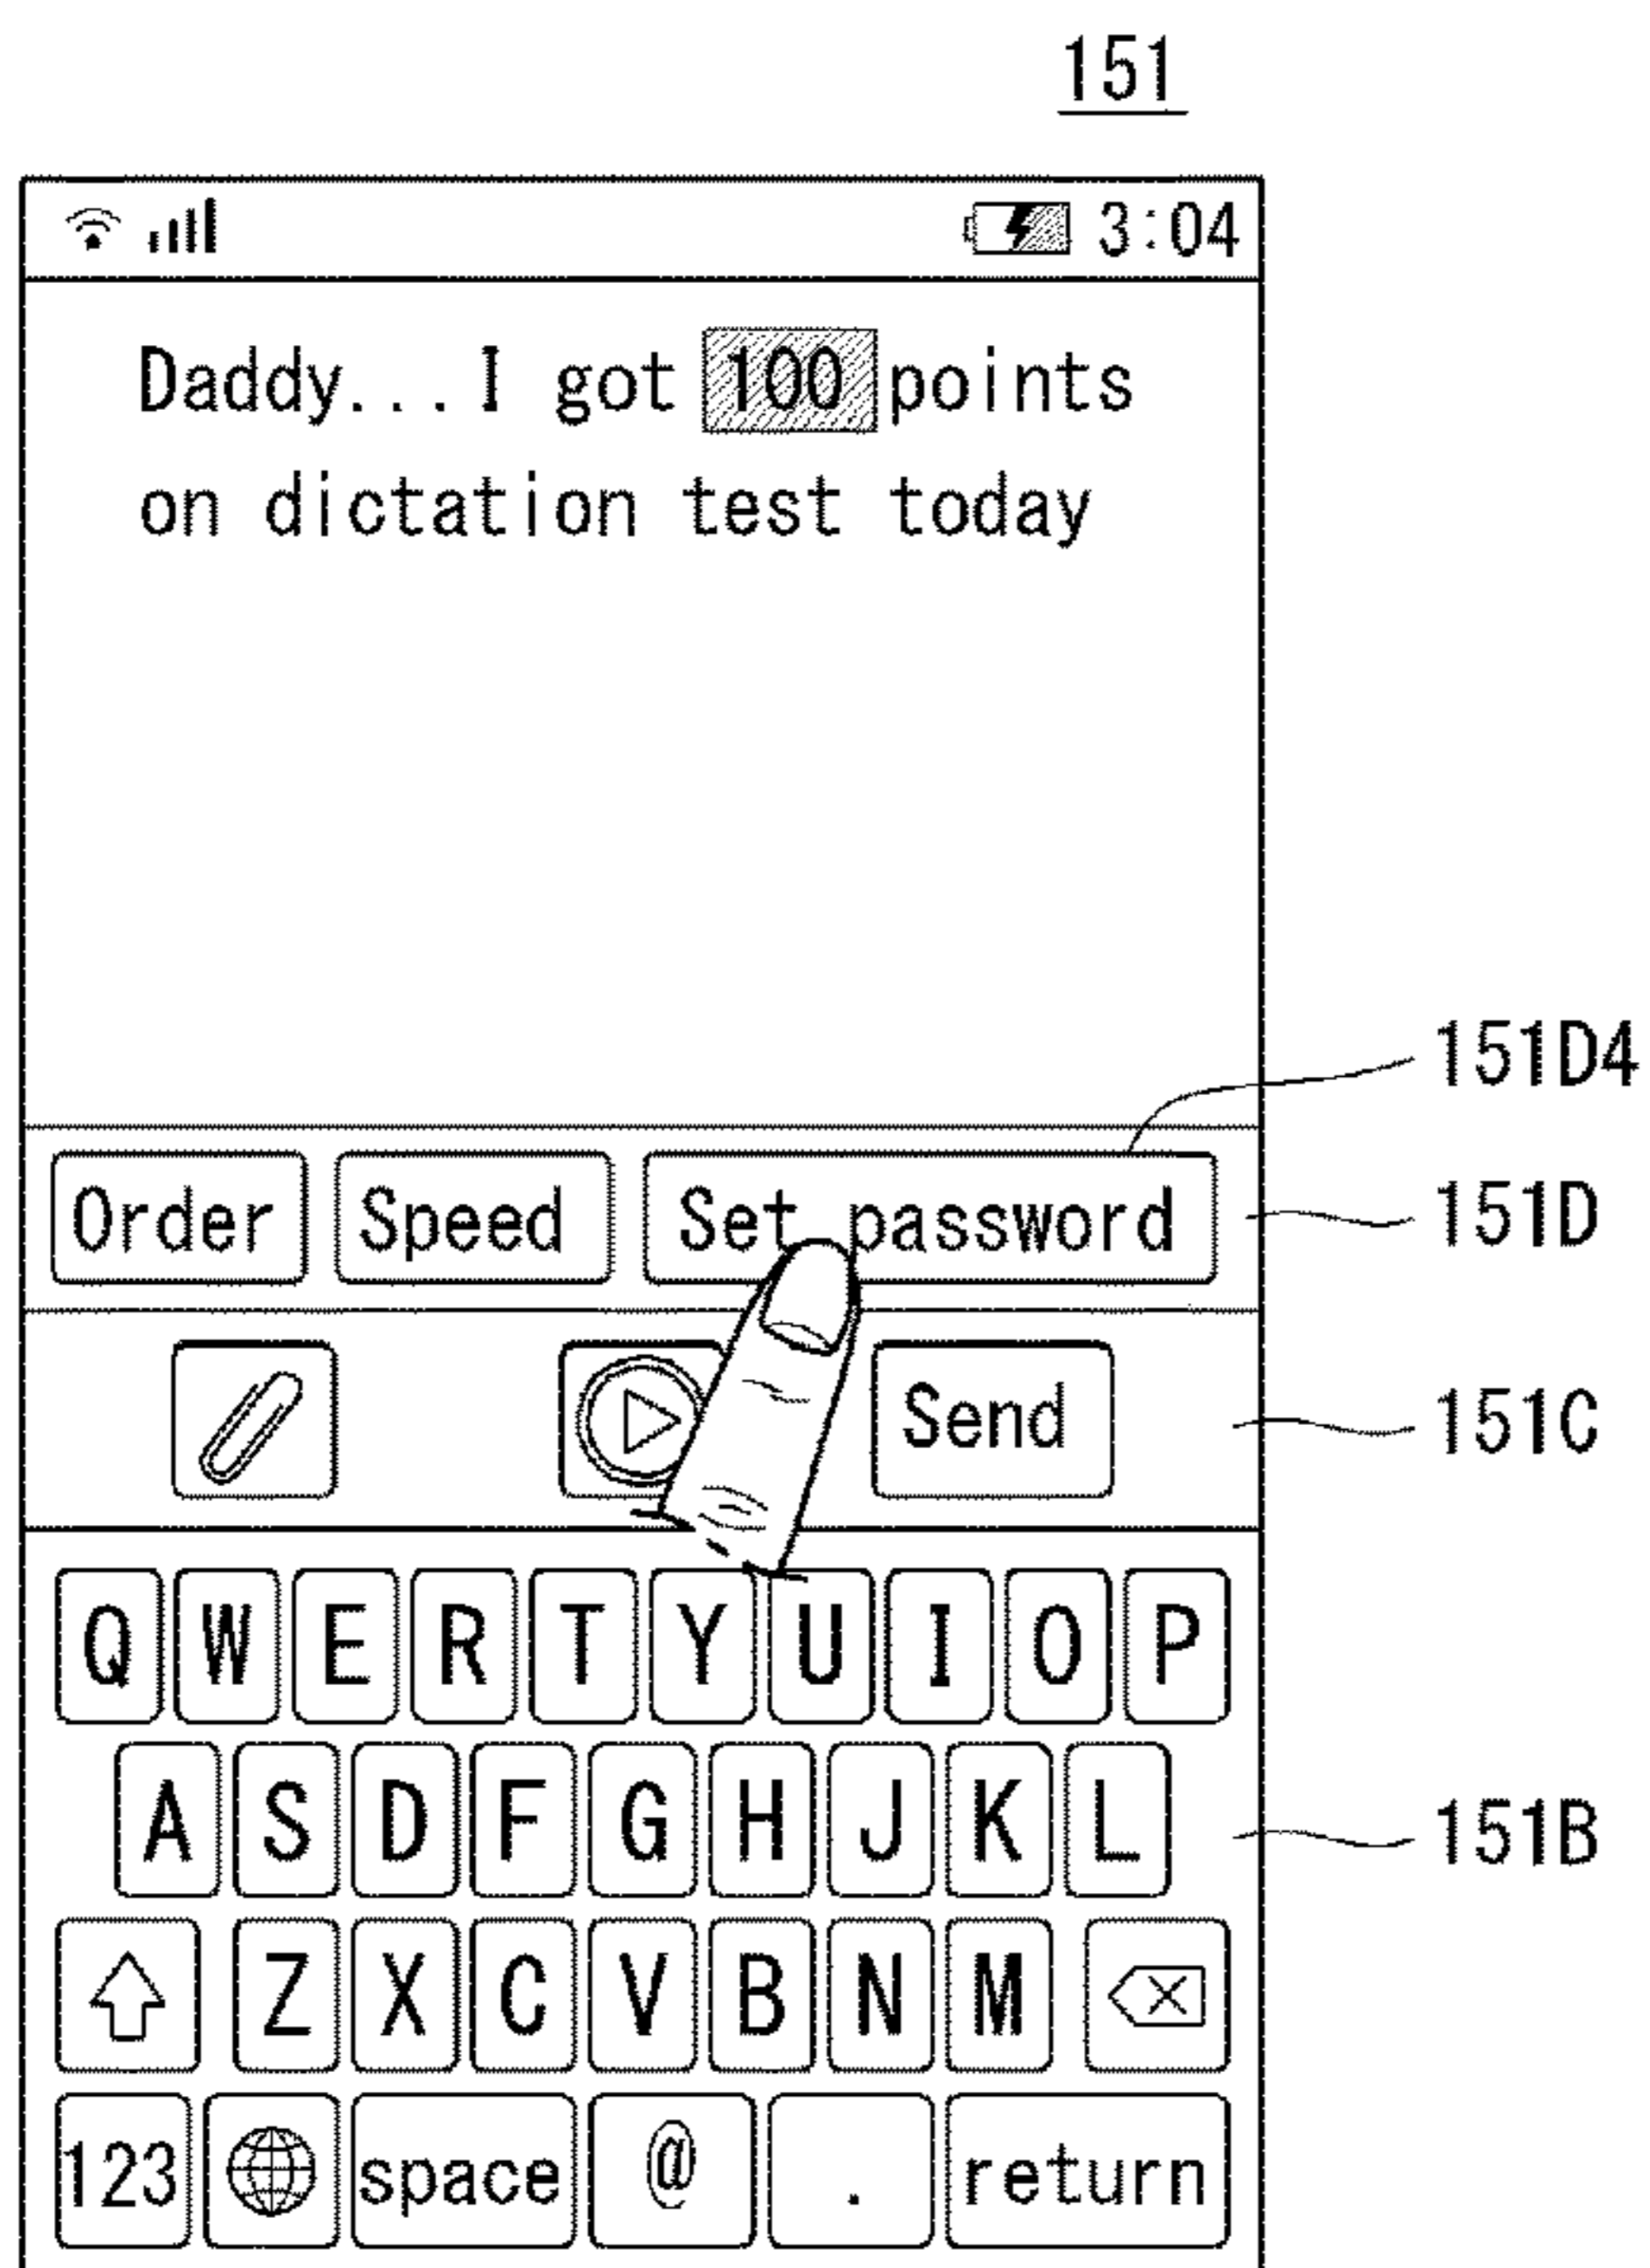 151
3:04
Daddy...I got 100 points
on dictation test today
151D4
Order Speed Set password 151D
Send 151C
Q W E R T Y U I O P
A S D F G H J K L 151B
Z X C V B N M
123 space @ . return